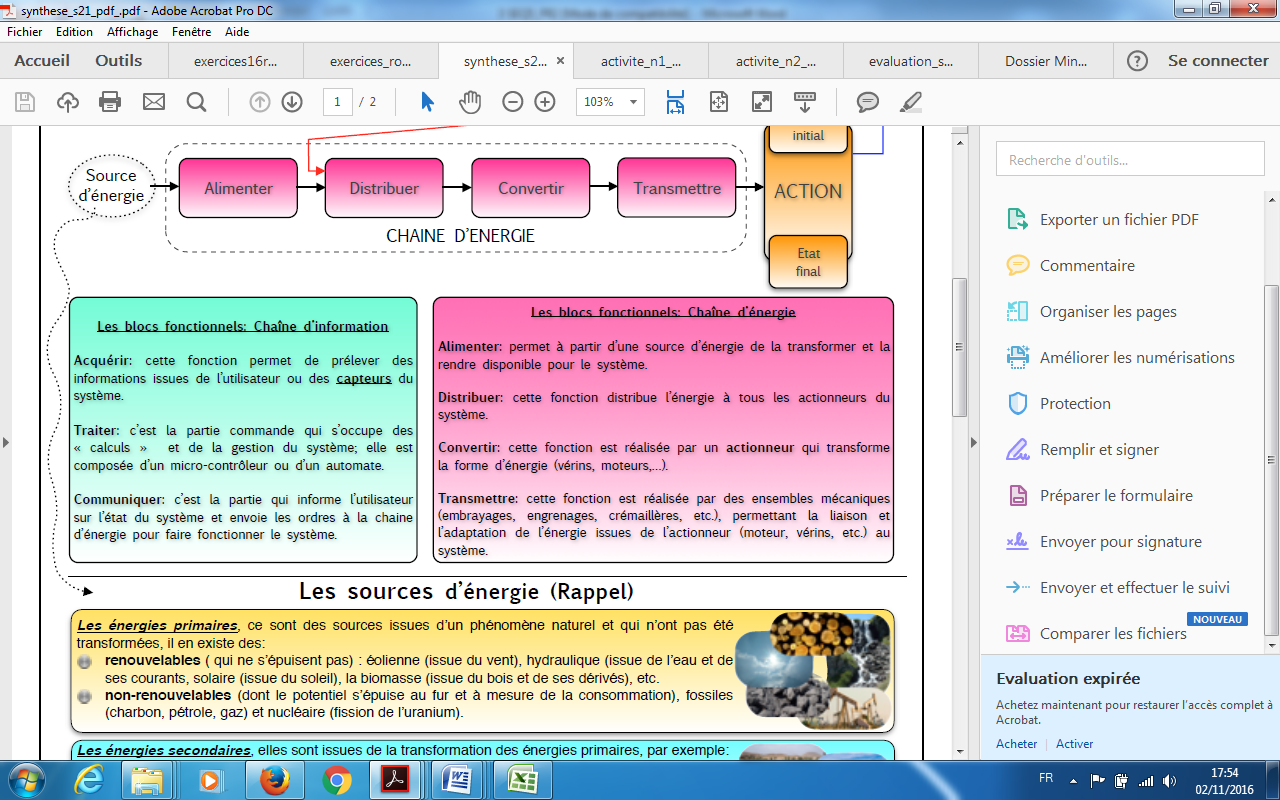 synthese_s21_pdf_.pdf - Adobe Acrobat Pro DC
Fichier Edition Affichage Fenêtre Aide
Accueil Outils exercices16r... exercices_ro... synthese_s2... × activite_n1_... activite_n2_... evaluation_s... Dossier Min... ? Se connecter
1 / 2 103%
initial
Source
d'énergie
Alimenter Distribuer Convertir Transmettre ACTION
CHAINE D'ENERGIE
Etat
final
Les blocs fonctionnels: Chaîne d'information
Acquérir: cette fonction permet de prélever des
informations issues de l'utilisateur ou des capteurs du
système.
Traiter: c'est la partie commande qui s'occupe des
« calculs » et de la gestion du système; elle est
composée d'un micro-contrôleur ou d'un automate.
Communiquer: c'est la partie qui informe l'utilisateur
sur l'état du système et envoie les ordres à la chaine
d'énergie pour faire fonctionner le système.
Les blocs fonctionnels: Chaîne d'énergie
Alimenter: permet à partir d'une source d'énergie de la transformer et la
rendre disponible pour le système.
Distribuer: cette fonction distribue l'énergie à tous les actionneurs du
système.
Convertir: cette fonction est réalisée par un actionneur qui transforme
la forme d'énergie (vérins, moteurs,...).
Transmettre: cette fonction est réalisée par des ensembles mécaniques
(embrayages, engrenages, crémaillères, etc.), permettant la liaison et
l'adaptation de l'énergie issues de l'actionneur (moteur, vérins, etc.) au
système.
Les sources d'énergie (Rappel)
Les énergies primaires, ce sont des sources issues d'un phénomène naturel et qui n'ont pas été
transformées, il en existe des:
renouvelables ( qui ne s'épuisent pas) : éolienne (issue du vent), hydraulique (issue de l'eau et de
ses courants, solaire (issue du soleil), la biomasse (issue du bois et de ses dérivés), etc.
non-renouvelables (dont le potentiel s'épuise au fur et à mesure de la consommation), fossiles
(charbon, pétrole, gaz) et nucléaire (fission de l'uranium).
Les énergies secondaires, elles sont issues de la transformation des énergies primaires, par exemple:
Recherche d'outils...
Exporter un fichier PDF
Commentaire
Organiser les pages
Améliorer les numérisations
Protection
Remplir et signer
Préparer le formulaire
Envoyer pour signature
Envoyer et effectuer le suivi
NOUVEAU
Comparer les fichiers
Evaluation expirée
Achetez maintenant pour restaurer l'accès complet à
Acrobat.
Acheter Activer
FR 17:54
02/11/2016